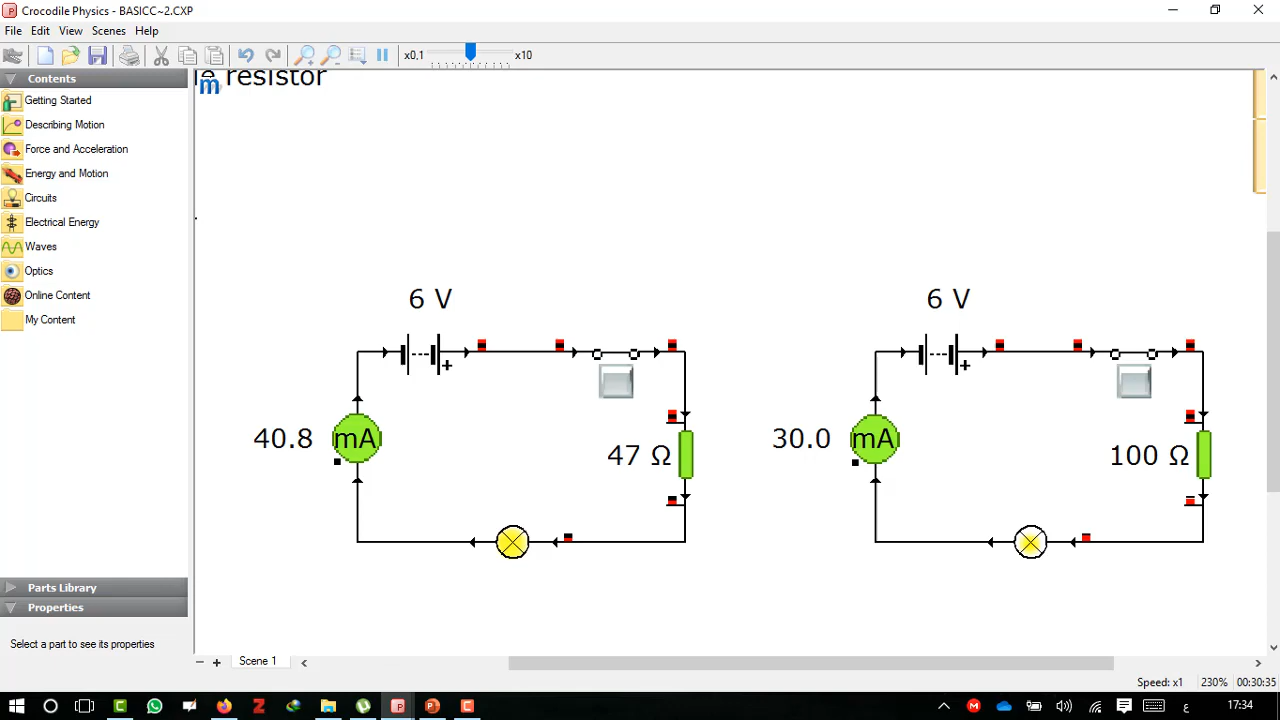 Crocodile Physics - BASICC~2.CXP
File Edit View Scenes Help
x0,1 x10
Contents
Getting Started
Describing Motion
Force and Acceleration
Energy and Motion
Circuits
Electrical Energy
Waves
Optics
Online Content
My Content
Parts Library
Properties
Select a part to see its properties
resistor
m
6 V
+
40.8 mA
47 Ω
6 V
+
30.0 mA
100 Ω
Scene 1
Speed: x1 230% 00:30:35
ع 17:34